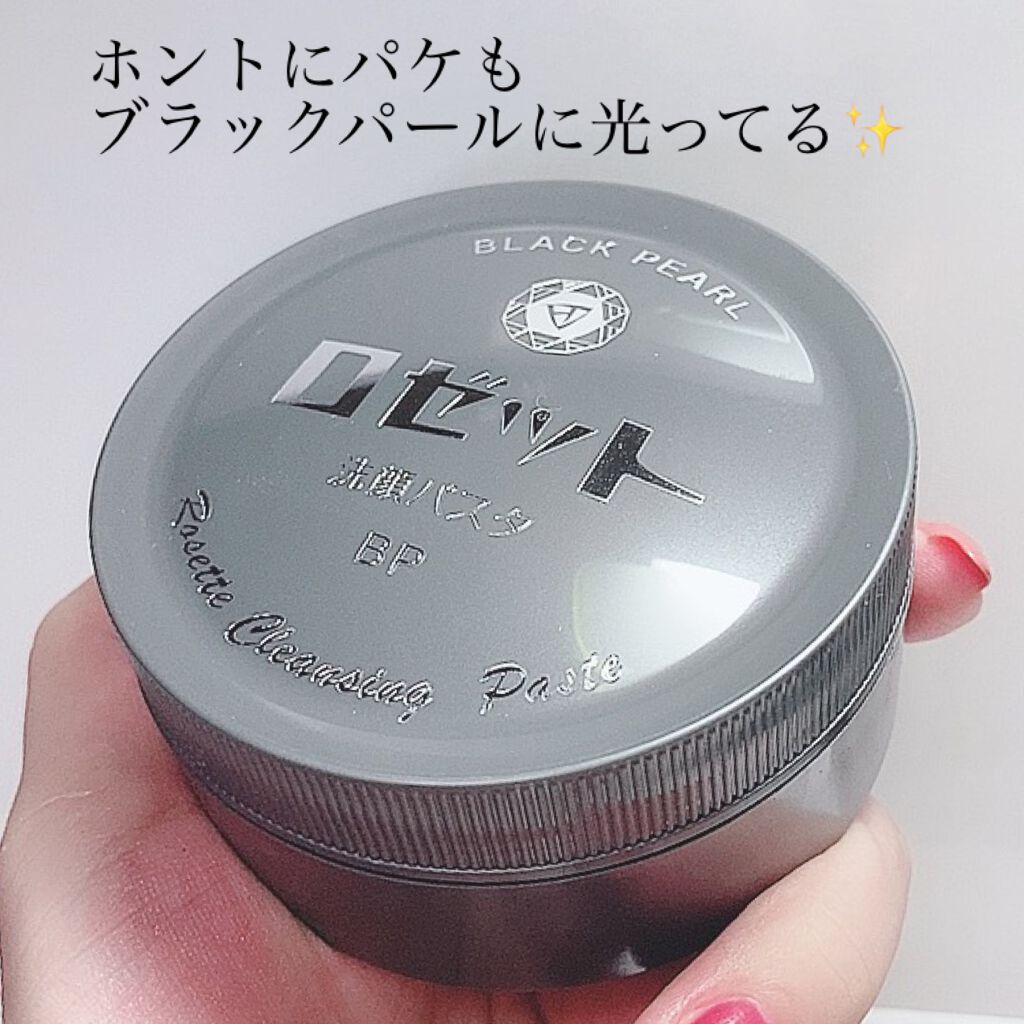 ホントにパケも
ブラックパールに光ってる✨
BLACK PEARL
ロゼット
洗顔パスタ
BP
Rosette Cleansing Paste